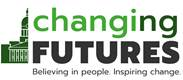 changing
FUTURES
Believing in people. Inspiring change.